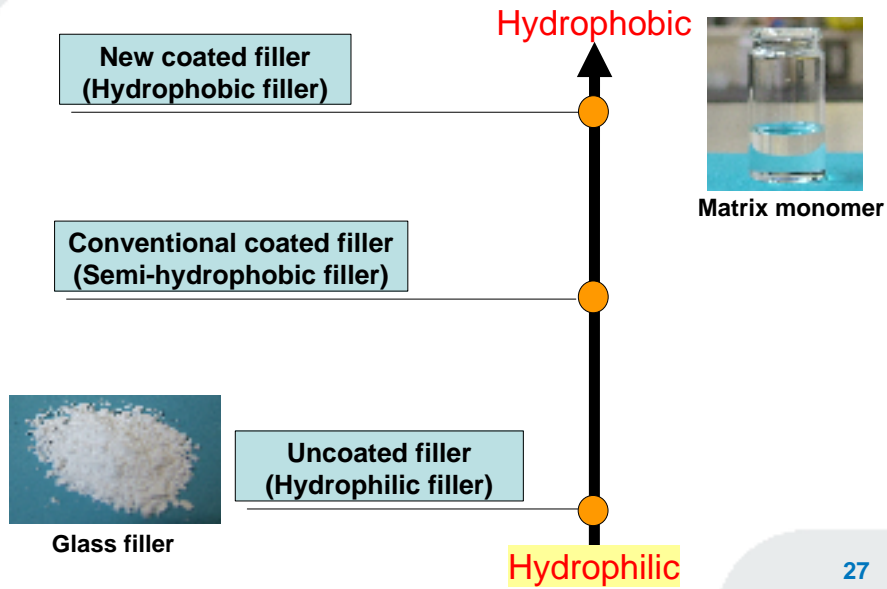 Hydrophobic
New coated filler
(Hydrophobic filler)
Matrix monomer
Conventional coated filler
(Semi-hydrophobic filler)
Uncoated filler
(Hydrophilic filler)
Glass filler
Hydrophilic
27